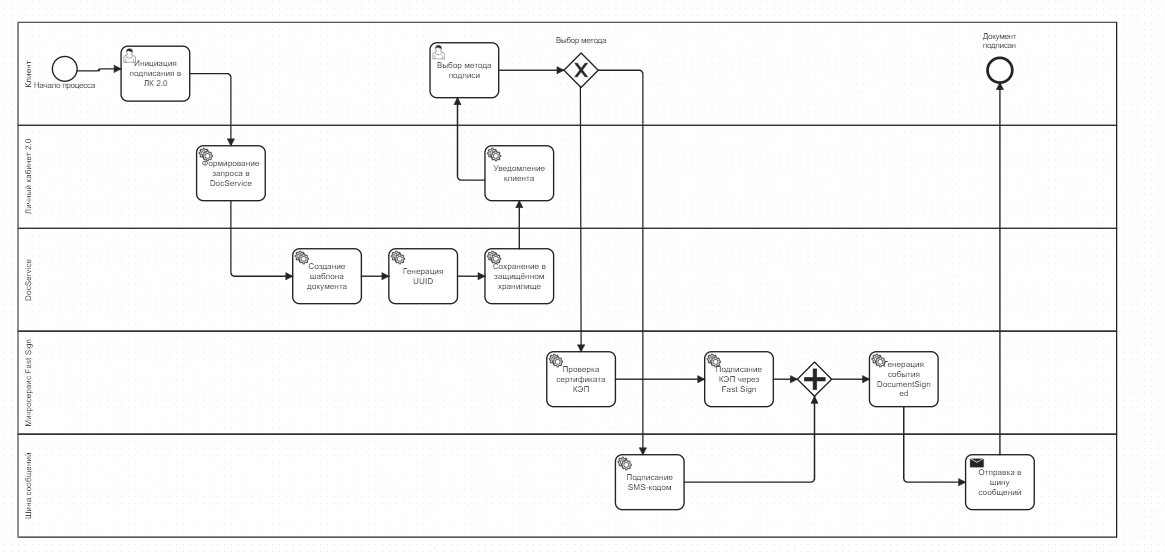 Клиент
Начало процесса
Инициация
подписания в
ЛК 2.0
Выбор метода
подписи
Выбор метода
Документ
подписан
Личный кабинет 2.0
Формирование
запроса в
DocService
Уведомление
клиента
DocService
Создание
шаблона
документа
Генерация
UUID
Сохранение в
защищённом
хранилище
Микросервис Fast Sign
Проверка
сертификата
КЭП
Подписание
КЭП через
Fast Sign
Генерация
события
DocumentSign
ed
Шина сообщений
Подписание
SMS-кодом
Отправка в
шину
сообщений